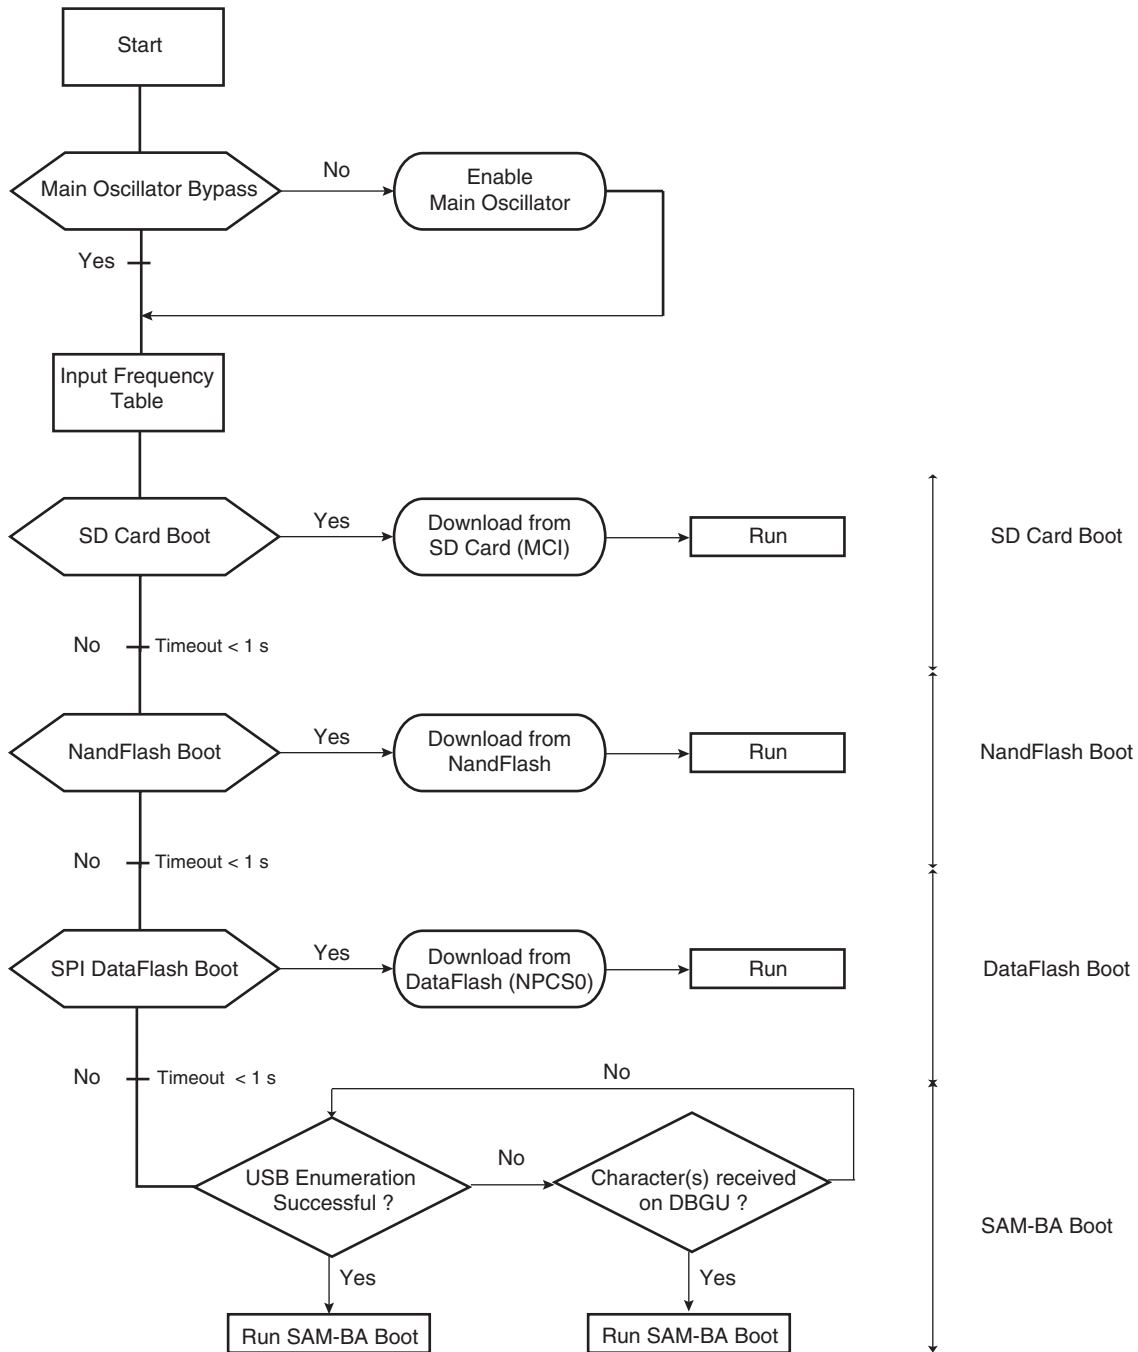 Start
Main Oscillator Bypass
No
Enable
Main Oscillator
Yes
Input Frequency
Table
SD Card Boot
Yes
Download from
SD Card (MCI)
Run
SD Card Boot
No
Timeout < 1 s
NandFlash Boot
Yes
Download from
NandFlash
Run
NandFlash Boot
No
Timeout < 1 s
SPI DataFlash Boot
Yes
Download from
DataFlash (NPCS0)
Run
DataFlash Boot
No
Timeout < 1 s
No
USB Enumeration
Successful ?
No
Character(s) received
on DBGU ?
SAM-BA Boot
Yes
Yes
Run SAM-BA Boot
Run SAM-BA Boot